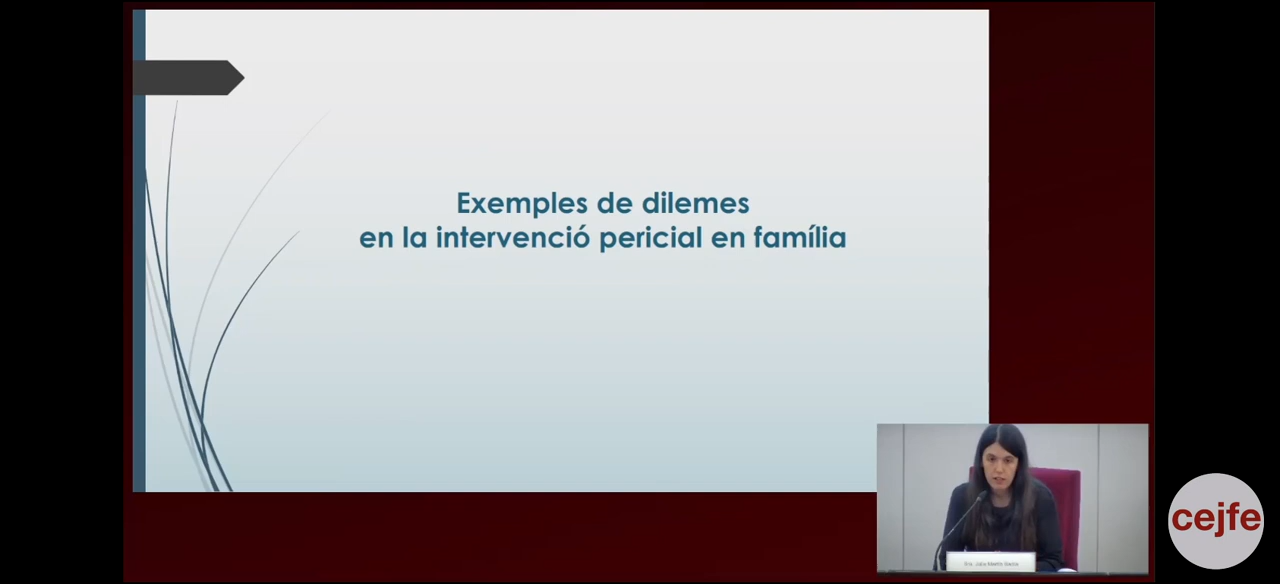 Exemples de dilemes
en la intervenció pericial en família
cejfe